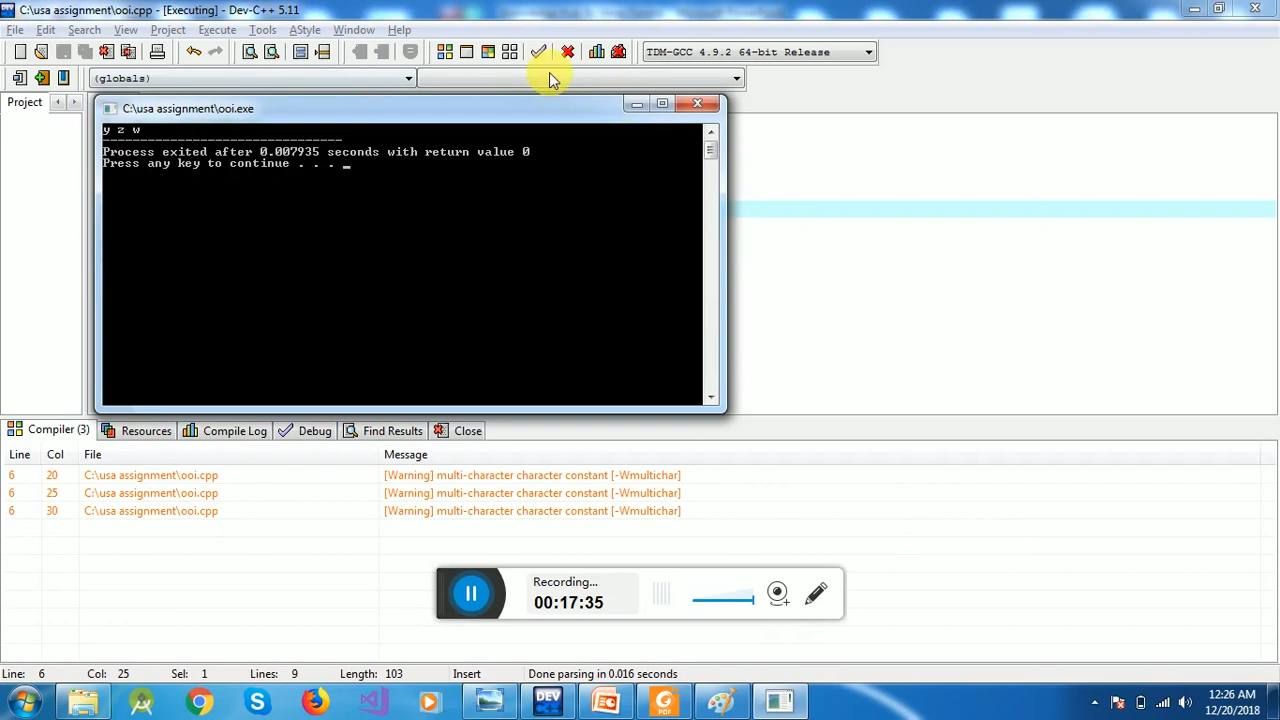 C:\usa assignment\ooi.cpp - [Executing] - Dev-C++ 5.11
File Edit Search View Project Execute Tools AStyle Window Help
TDM-GCC 4.9.2 64-bit Release
(globals)
Project
C:\usa assignment\ooi.exe
y z w
--------------------------------
Process exited after 0.007935 seconds with return value 0
Press any key to continue . . . _
Compiler (3) Resources Compile Log Debug Find Results Close
Line Col File Message
6 20 C:\usa assignment\ooi.cpp [Warning] multi-character character constant [-Wmultichar]
6 25 C:\usa assignment\ooi.cpp [Warning] multi-character character constant [-Wmultichar]
6 30 C:\usa assignment\ooi.cpp [Warning] multi-character character constant [-Wmultichar]
Recording...
00:17:35
Line: 6 Col: 25 Sel: 1 Lines: 9 Length: 103 Insert Done parsing in 0.016 seconds
DEV
PDF
12:26 AM
12/20/2018